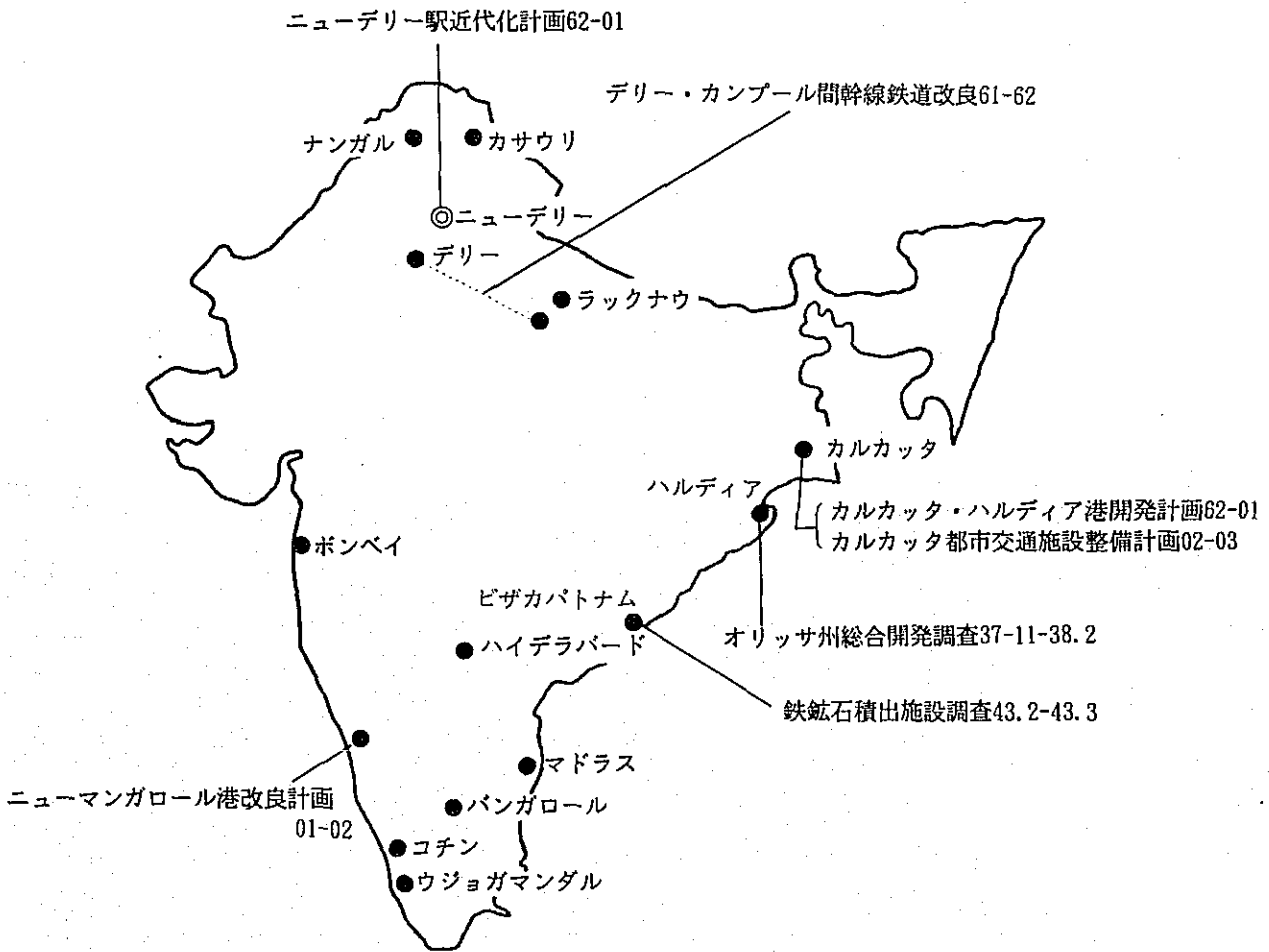 ニューデリー駅近代化計画62-01
デリー・カンプール間幹線鉄道改良61-62
ナンガル
カサウリ
ニューデリー
デリー
ラックナウ
カルカッタ
ハルディア
カルカッタ・ハルディア港開発計画62-01
カルカッタ都市交通施設整備計画02-03
ボンベイ
ビザカパトナム
オリッサ州総合開発調査37-11-38.2
ハイデラバード
鉄鉱石積出施設調査43.2-43.3
マドラス
ニューマンガロール港改良計画
01-02
バンガロール
コチン
ウジョガマンダル